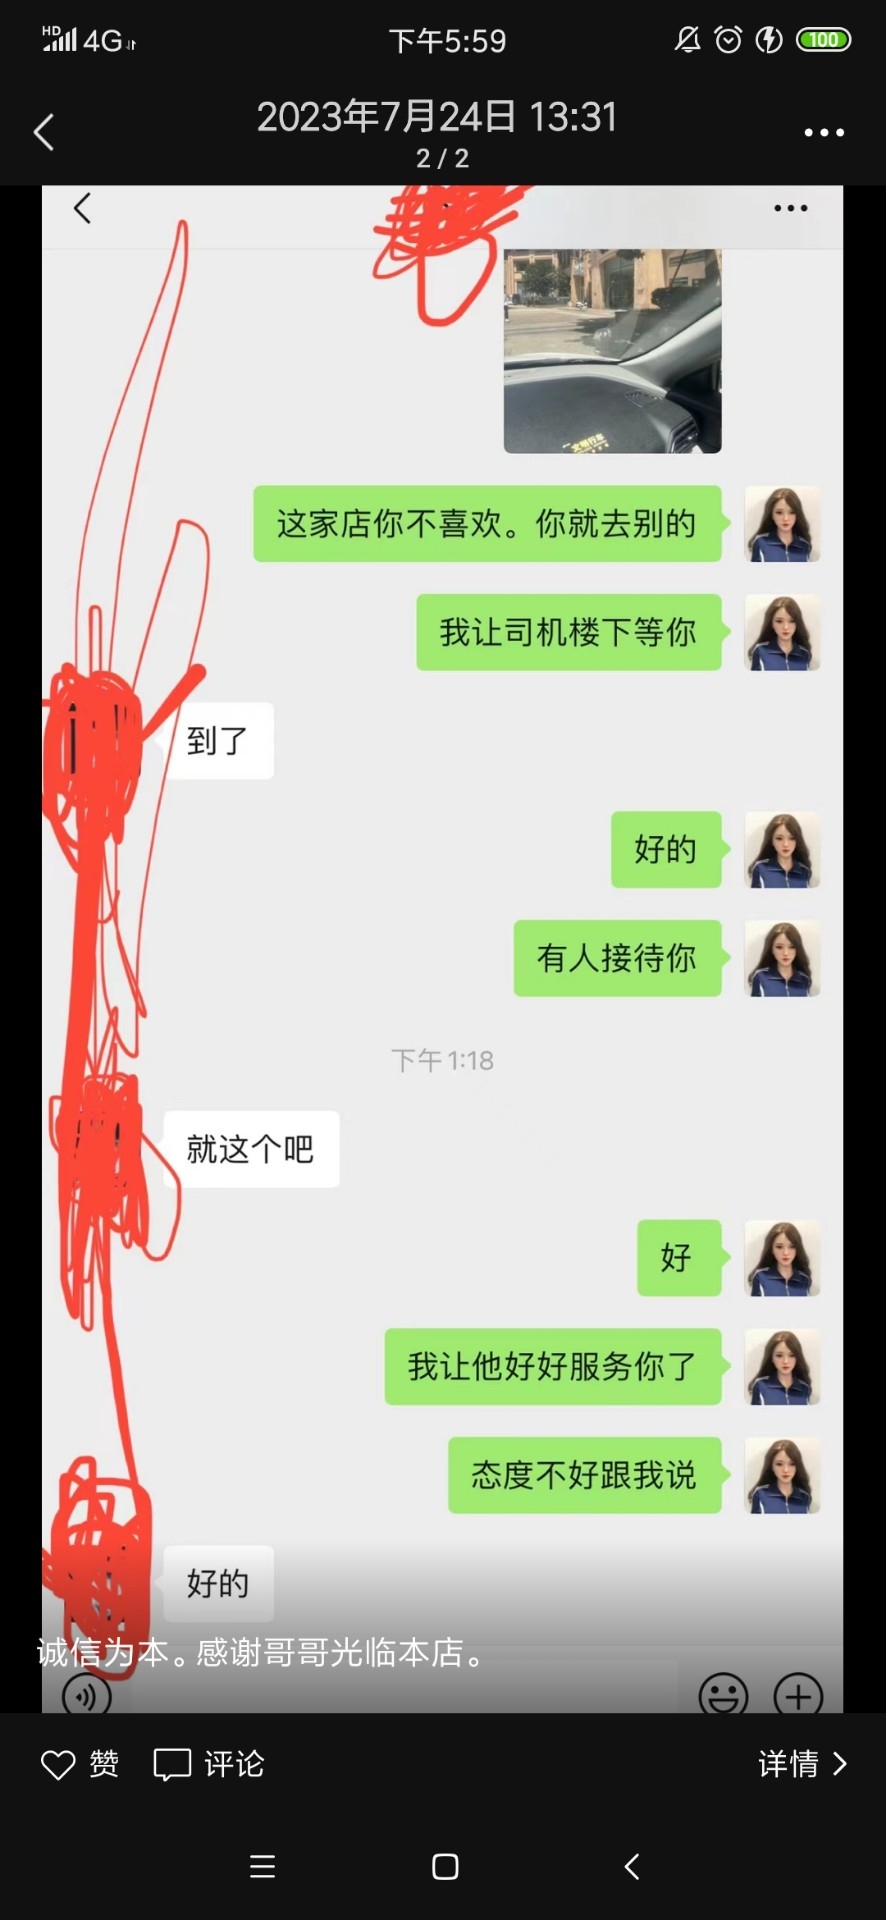 HD 4G 下午5:59 100
2023年7月24日 13:31
2 / 2
文明行车
这家店你不喜欢。你就去别的
我让司机楼下等你
到了
好的
有人接待你
下午1:18
就这个吧
好
我让他好好服务你了
态度不好跟我说
好的
诚信为本。感谢哥哥光临本店。
赞 评论 详情